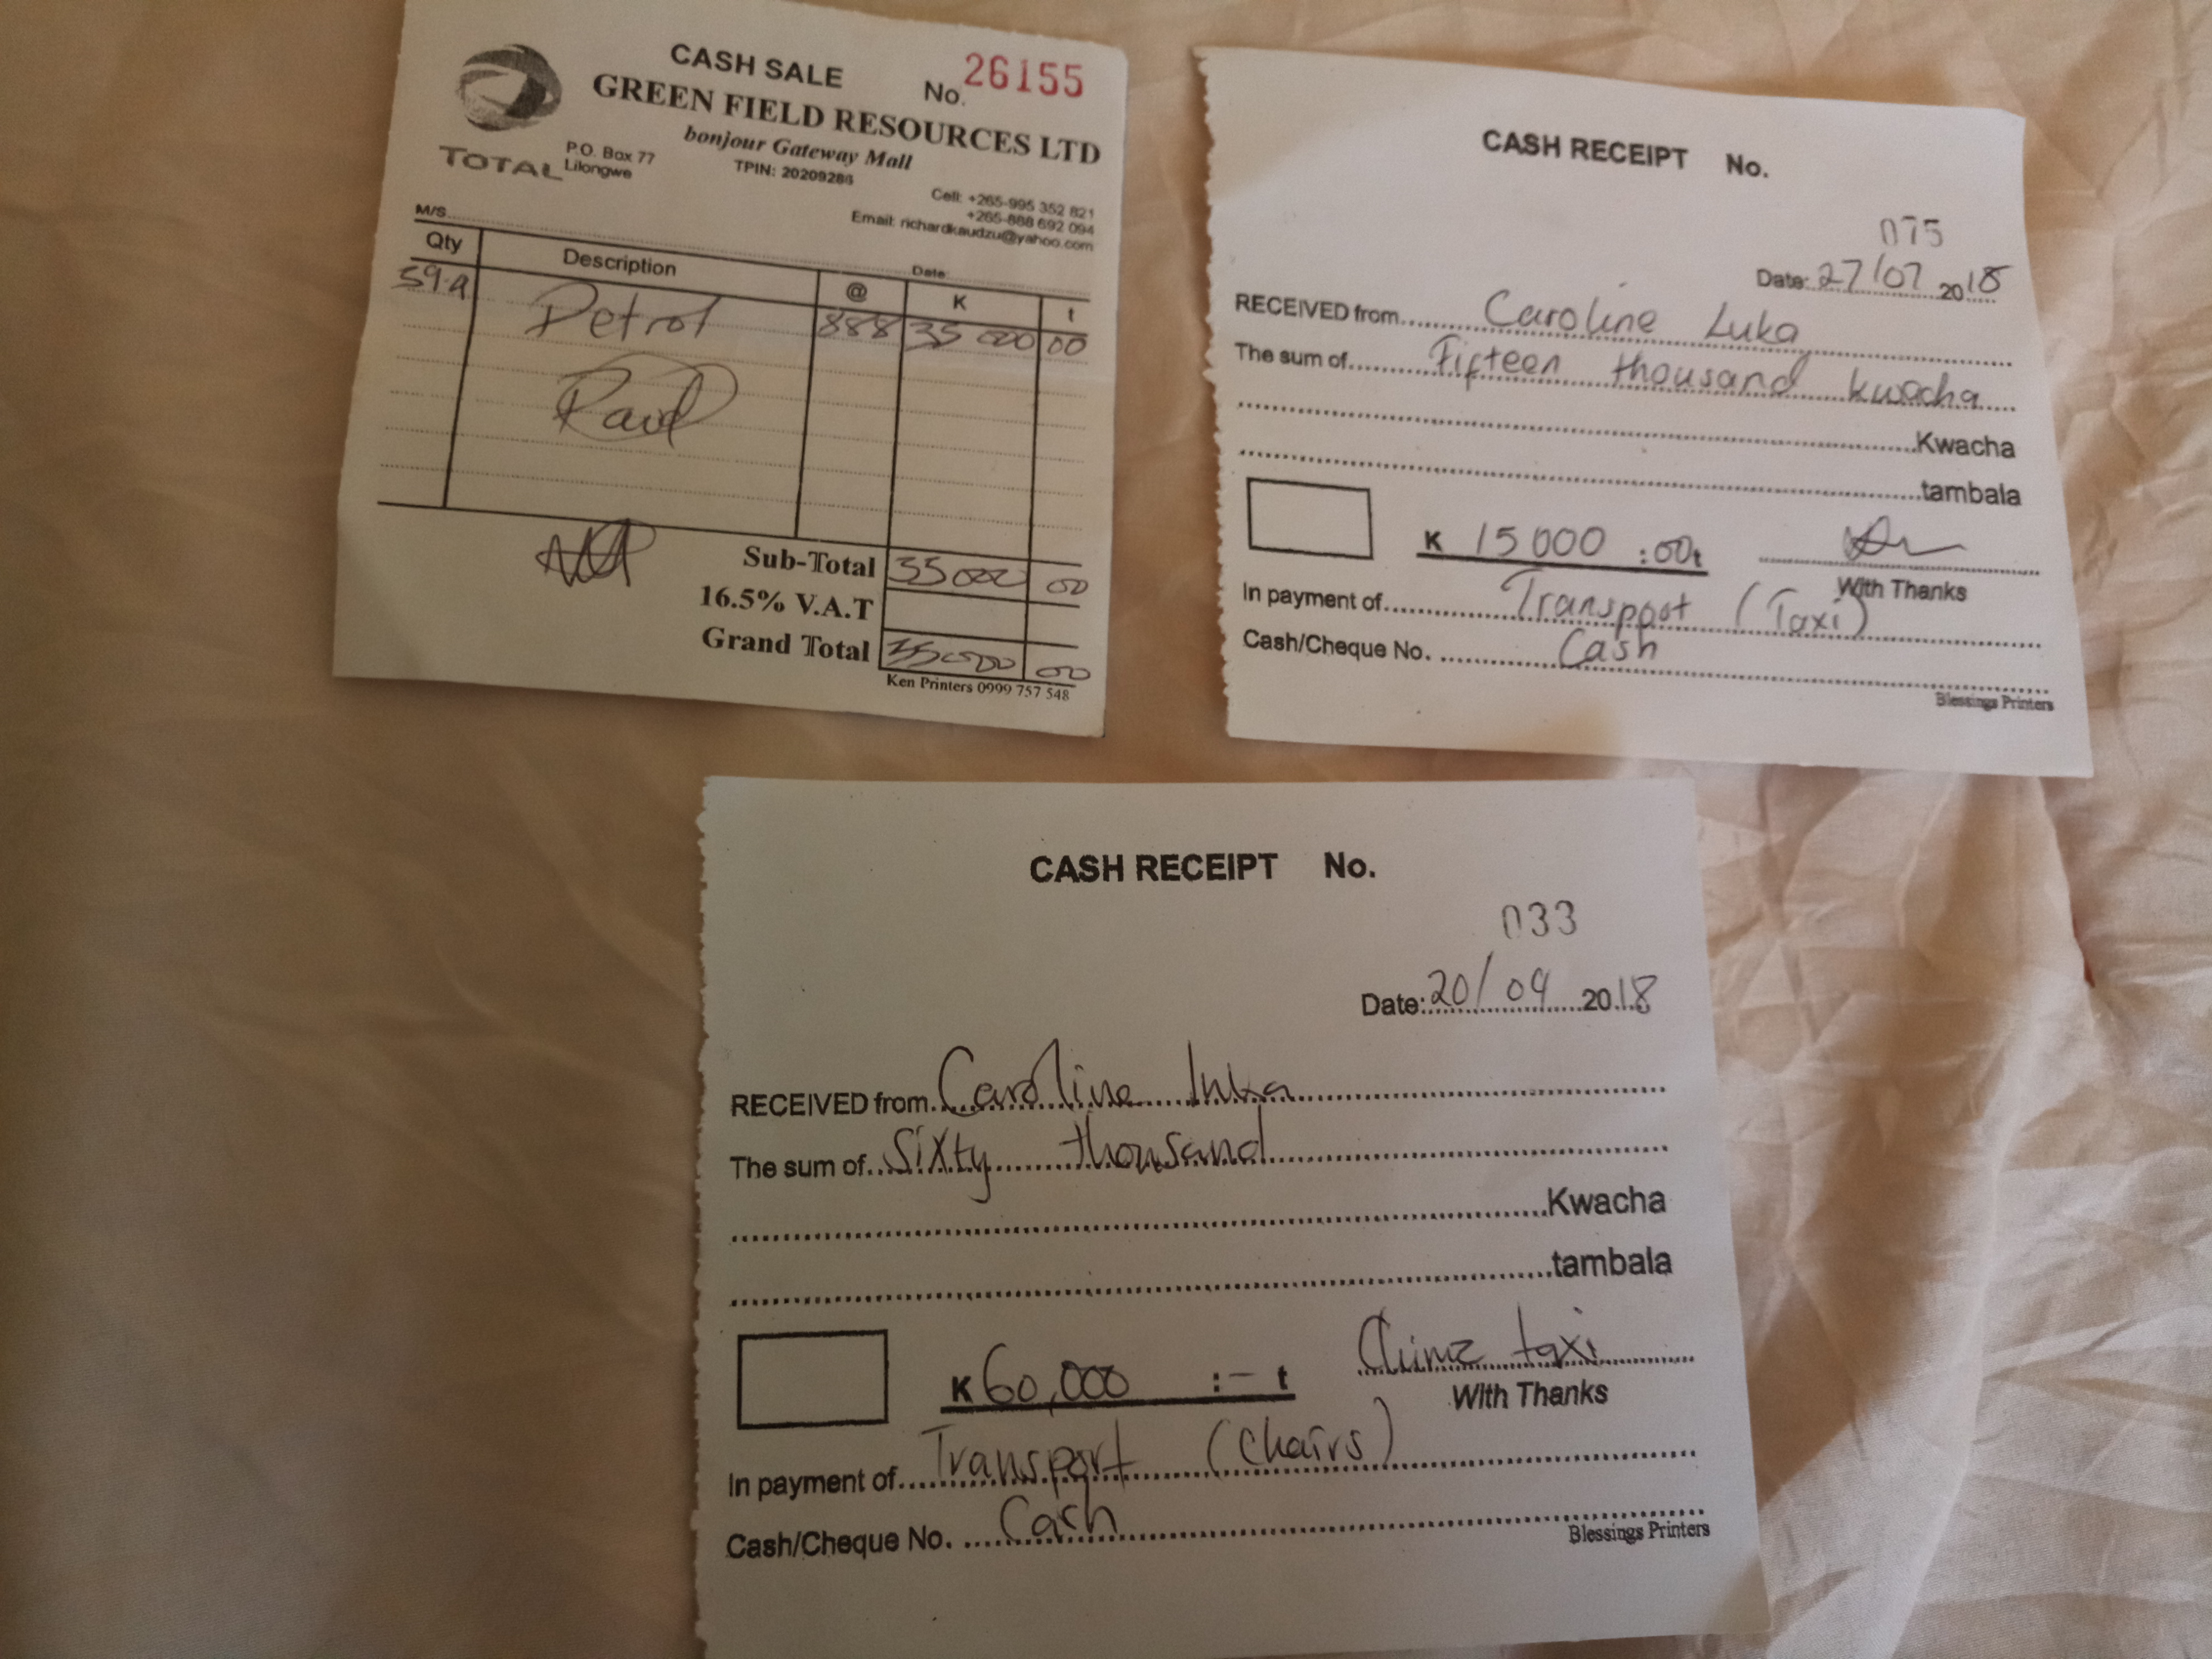 CASH SALE No. 26155
GREEN FIELD RESOURCES LTD
bonjour Gateway Mall
TOTAL P.O. Box 77
Lilongwe
TPIN: 20209286
Cell: +265-995 352 821
+265-888 692 094
Email: richardkaudzu@yahoo.com
M/S
Date:
Qty Description @ K t
Petrol 888 35 000 00
Paid
Sub-Total 35 000 00
16.5% V.A.T
Grand Total 35 000 00
Ken Printers 0999 757 548
CASH RECEIPT No.
075
Date: 27/07 2018
RECEIVED from Caroline Luka
The sum of Fifteen thousand kwacha
Kwacha
tambala
K 15000 :00t
With Thanks
In payment of Transport (Taxi)
Cash/Cheque No. Cash
Blessings Printers
CASH RECEIPT No.
033
Date: 20/09 2018
RECEIVED from Caroline luka
The sum of Sixty thousand
Kwacha
tambala
K 60,000 :- t taxi
With Thanks
In payment of Transport (chairs)
Cash/Cheque No. Cash
Blessings Printers